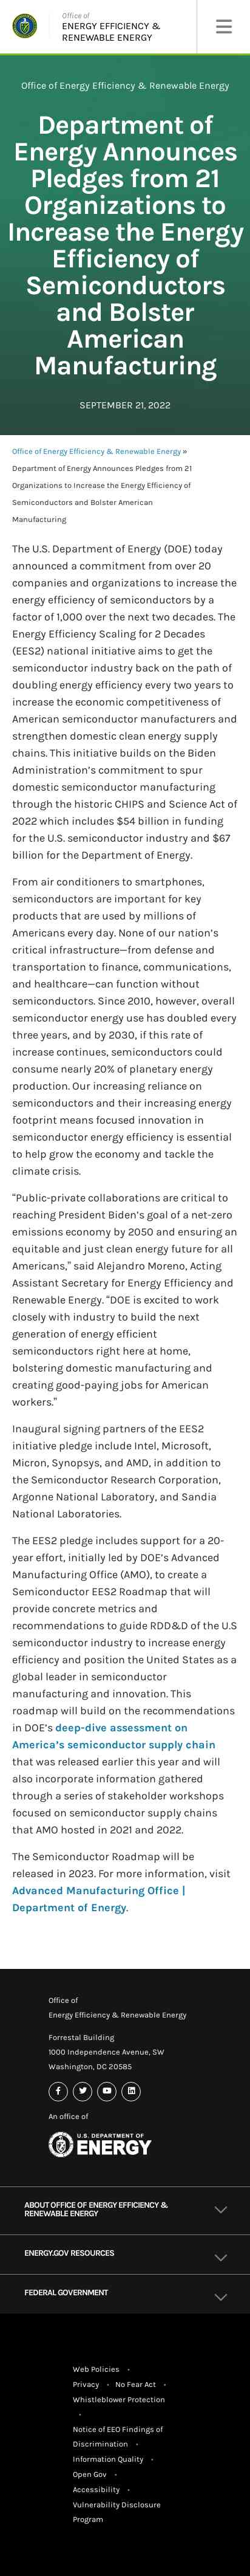 Office of
ENERGY EFFICIENCY &
RENEWABLE ENERGY
Office of Energy Efficiency & Renewable Energy
Department of
Energy Announces
Pledges from 21
Organizations to
Increase the Energy
Efficiency of
Semiconductors
and Bolster
American
Manufacturing
SEPTEMBER 21, 2022
Office of Energy Efficiency & Renewable Energy »
Department of Energy Announces Pledges from 21
Organizations to Increase the Energy Efficiency of
Semiconductors and Bolster American
Manufacturing
The U.S. Department of Energy (DOE) today
announced a commitment from over 20
companies and organizations to increase the
energy efficiency of semiconductors by a
factor of 1,000 over the next two decades. The
Energy Efficiency Scaling for 2 Decades
(EES2) national initiative aims to get the
semiconductor industry back on the path of
doubling energy efficiency every two years to
increase the economic competitiveness of
American semiconductor manufacturers and
strengthen domestic clean energy supply
chains. This initiative builds on the Biden
Administration's commitment to spur
domestic semiconductor manufacturing
through the historic CHIPS and Science Act of
2022 which includes $54 billion in funding
for the U.S. semiconductor industry and $67
billion for the Department of Energy.
From air conditioners to smartphones,
semiconductors are important for key
products that are used by millions of
Americans every day. None of our nation's
critical infrastructure—from defense and
transportation to finance, communications,
and healthcare—can function without
semiconductors. Since 2010, however, overall
semiconductor energy use has doubled every
three years, and by 2030, if this rate of
increase continues, semiconductors could
consume nearly 20% of planetary energy
production. Our increasing reliance on
semiconductors and their increasing energy
footprint means focused innovation in
semiconductor energy efficiency is essential
to help grow the economy and tackle the
climate crisis.
“Public-private collaborations are critical to
reaching President Biden’s goal of a net-zero
emissions economy by 2050 and ensuring an
equitable and just clean energy future for all
Americans,” said Alejandro Moreno, Acting
Assistant Secretary for Energy Efficiency and
Renewable Energy. “DOE is excited to work
closely with industry to build the next
generation of energy efficient
semiconductors right here at home,
bolstering domestic manufacturing and
creating good-paying jobs for American
workers.”
Inaugural signing partners of the EES2
initiative pledge include Intel, Microsoft,
Micron, Synopsys, and AMD, in addition to
the Semiconductor Research Corporation,
Argonne National Laboratory, and Sandia
National Laboratories.
The EES2 pledge includes support for a 20-
year effort, initially led by DOE’s Advanced
Manufacturing Office (AMO), to create a
Semiconductor EES2 Roadmap that will
provide concrete metrics and
recommendations to guide RDD&D of the U.S
semiconductor industry to increase energy
efficiency and position the United States as a
global leader in semiconductor
manufacturing and innovation. This
roadmap will build on the recommendations
in DOE’s deep-dive assessment on
America’s semiconductor supply chain
that was released earlier this year and will
also incorporate information gathered
through a series of stakeholder workshops
focused on semiconductor supply chains
that AMO hosted in 2021 and 2022.
The Semiconductor Roadmap will be
released in 2023. For more information, visit
Advanced Manufacturing Office |
Department of Energy.
Office of
Energy Efficiency & Renewable Energy
Forrestal Building
1000 Independence Avenue, SW
Washington, DC 20585
An office of
U.S. DEPARTMENT OF
ENERGY
ABOUT OFFICE OF ENERGY EFFICIENCY &
RENEWABLE ENERGY
ENERGY.GOV RESOURCES
FEDERAL GOVERNMENT
Web Policies •
Privacy • No Fear Act •
Whistleblower Protection
•
Notice of EEO Findings of
Discrimination •
Information Quality •
Open Gov •
Accessibility •
Vulnerability Disclosure
Program